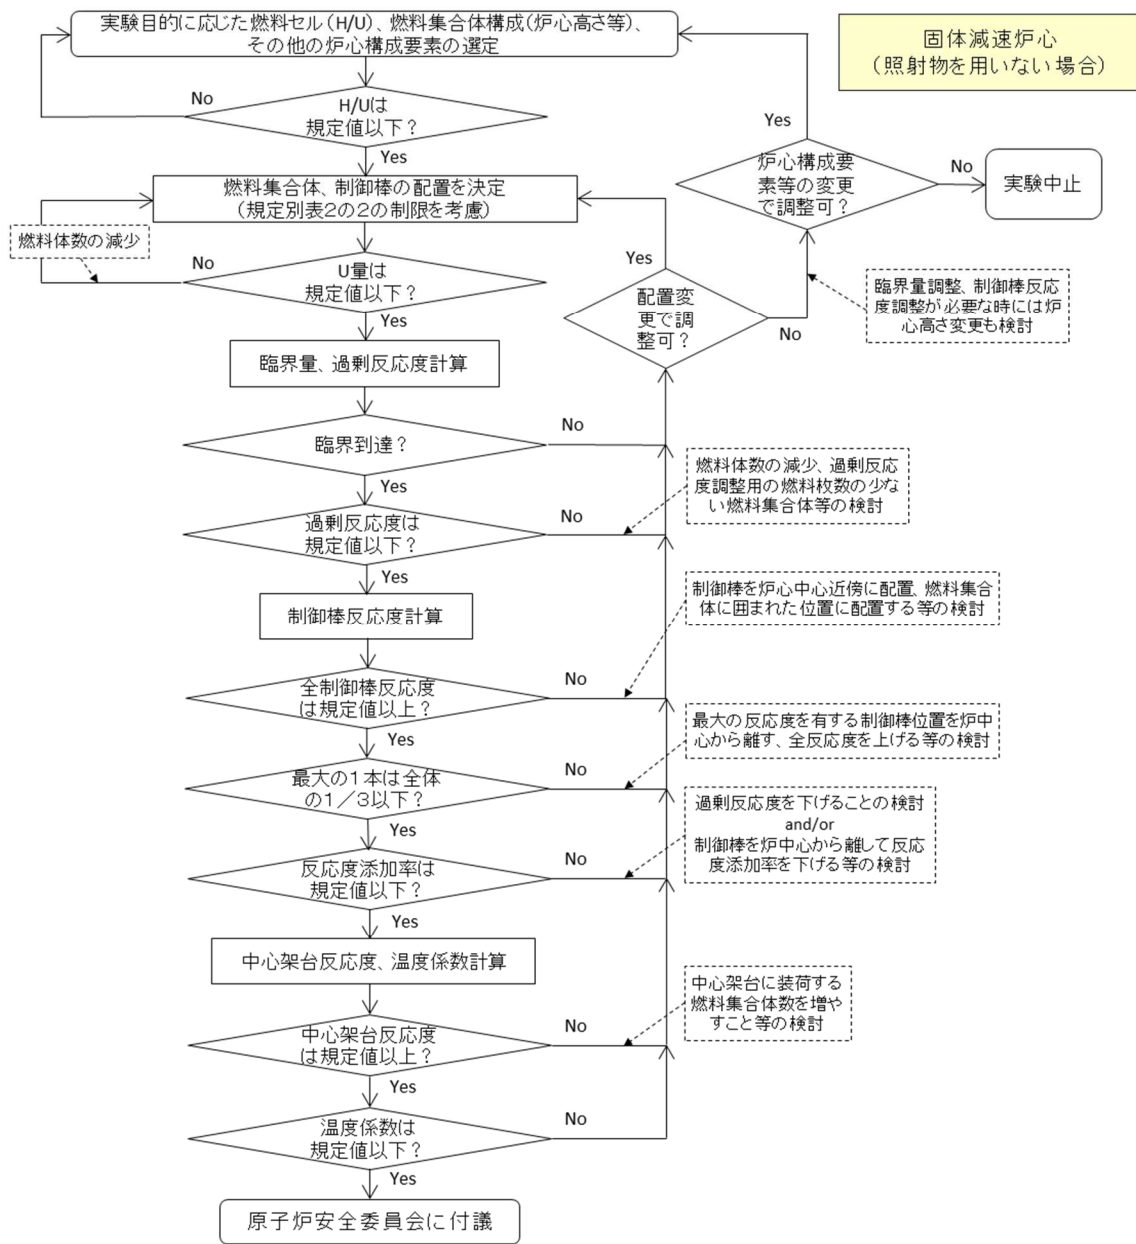 実験目的に応じた燃料セル（H/U）、燃料集合体構成（炉心高さ等）、
その他の炉心構成要素の選定
固体減速炉心
（照射物を用いない場合）
No
H/Uは
規定値以下？
Yes
燃料集合体、制御棒の配置を決定
（規定別表２の２の制限を考慮）
燃料体数の減少
No
U量は
規定値以下？
Yes
臨界量、過剰反応度計算
臨界到達？
No
Yes
過剰反応度は
規定値以下？
No
Yes
制御棒反応度計算
全制御棒反応度
は規定値以上？
No
Yes
最大の１本は全体
の１／３以下？
No
Yes
反応度添加率は
規定値以下？
No
Yes
中心架台反応度、温度係数計算
中心架台反応度
は規定値以上？
No
Yes
温度係数は
規定値以下？
No
Yes
原子炉安全委員会に付議
Yes
配置変
更で調
整可？
No
Yes
炉心構成要
素等の変更
で調整可？
No
実験中止
臨界量調整、制御棒反応
度調整が必要な時には炉
心高さ変更も検討
燃料体数の減少、過剰反応
度調整用の燃料枚数の少な
い燃料集合体等の検討
制御棒を炉心中心近傍に配置、燃料集合
体に囲まれた位置に配置する等の検討
最大の反応度を有する制御棒位置を炉中
心から離す、全反応度を上げる等の検討
過剰反応度を下げることの検討
and/or
制御棒を炉中心から離して反応
度添加率を下げる等の検討
中心架台に装荷する
燃料集合体数を増や
すこと等の検討